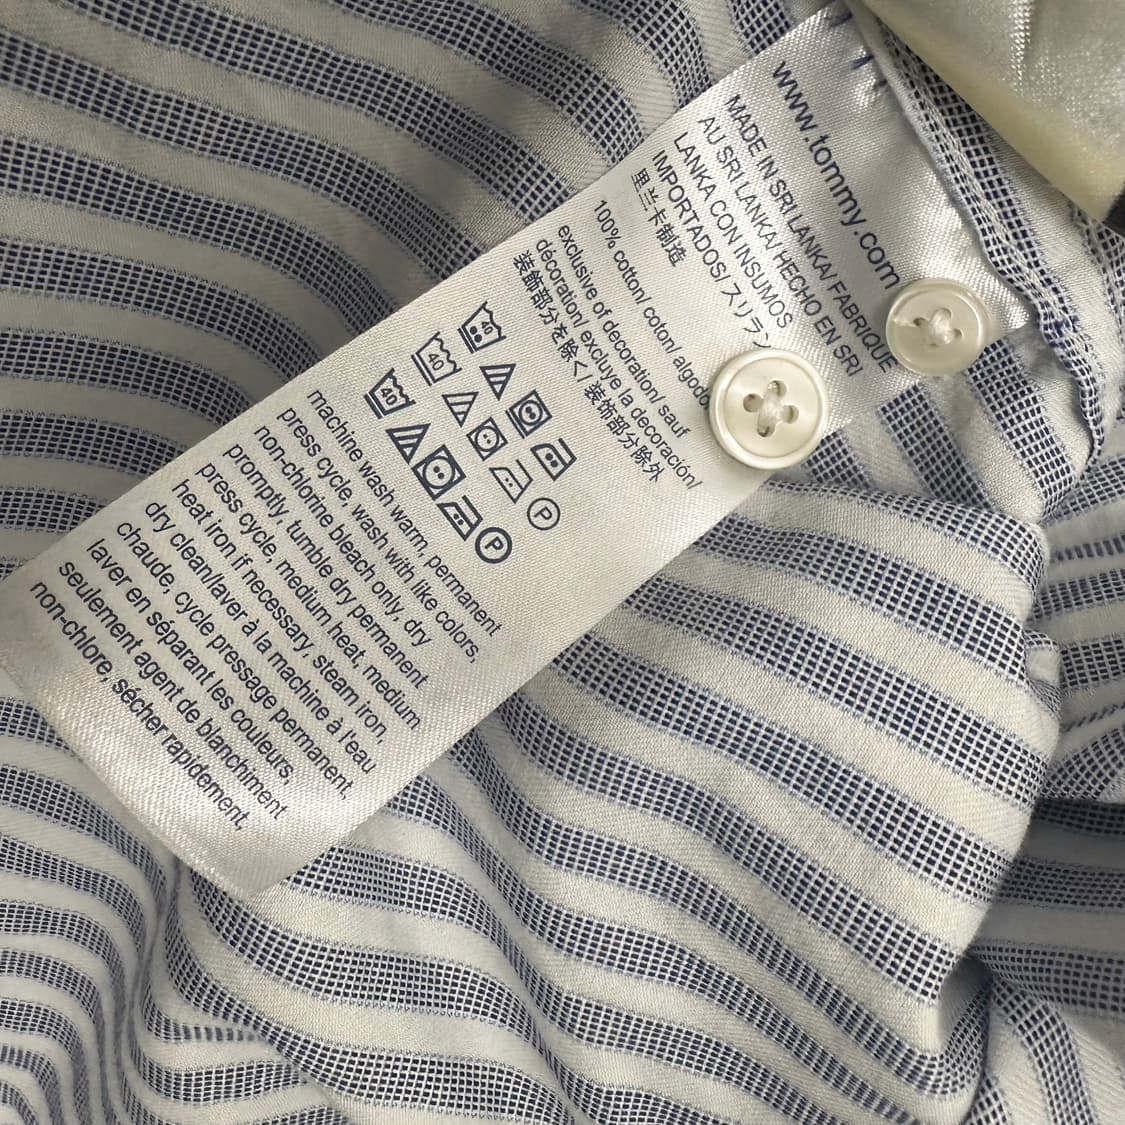 www.tommy.com
MADE IN SRI LANKA/ FABRIQUE
AU SRI LANKA/ HECHO EN SRI
LANKA CON INSUMOS
IMPORTADOS/ スリラン
里兰卡制造
100% cotton/ coton/ algodó
exclusive of decoration/ sauf
décoration/ excluye la decoración/
装飾部分を除く/ 装饰部分除外
40
40
P
40
P
machine wash warm, permanent
press cycle, wash with like colors,
non-chlorine bleach only, dry
promptly, tumble dry permanent
press cycle, medium heat, medium
heat iron if necessary, steam iron,
dry clean/laver à la machine à l'eau
chaude, cycle pressage permanent,
laver en séparant les couleurs
seulement agent de blanchiment
non-chlore, sécher rapidement,